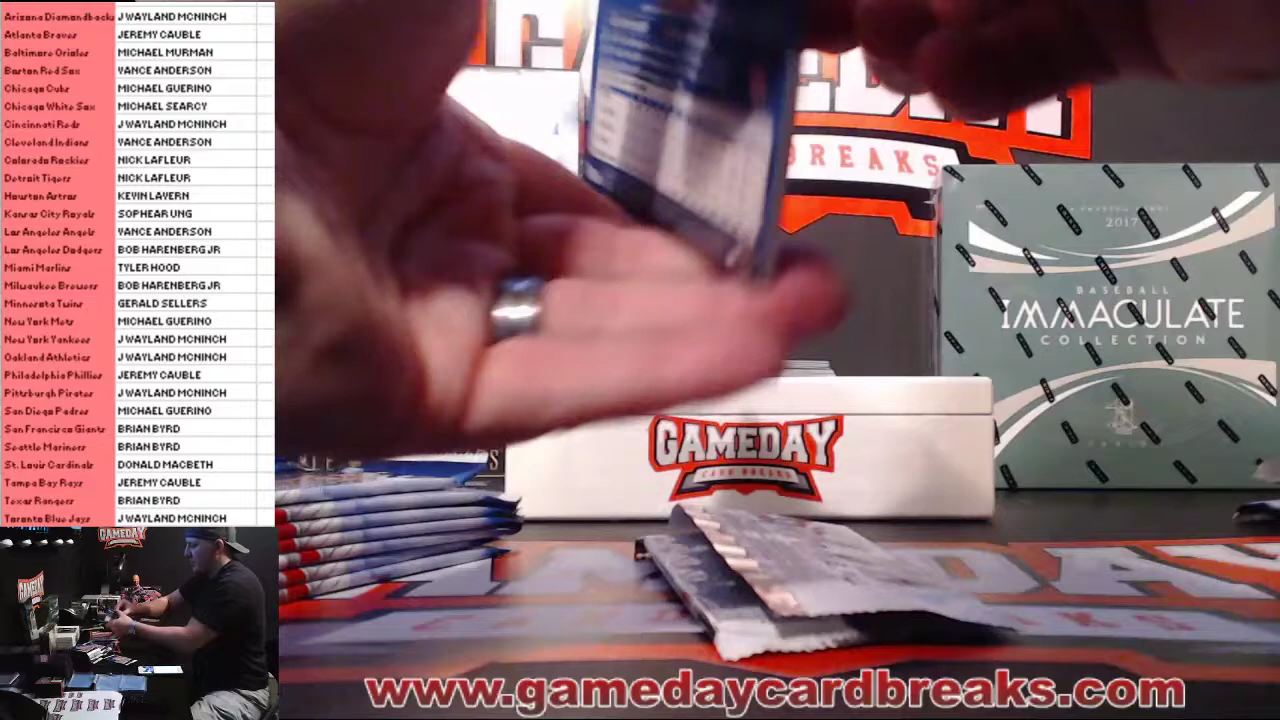 Arizona Diamondbacks J WAYLAND MCNINCH
Atlanta Braves JEREMY CAUBLE
Baltimore Orioles MICHAEL MURMAN
Boston Red Sox VANCE ANDERSON
Chicago Cubs MICHAEL GUERINO
Chicago White Sox MICHAEL SEARCY
Cincinnati Reds J WAYLAND MCNINCH
Cleveland Indians VANCE ANDERSON
Colorado Rockies NICK LAFLEUR
Detroit Tigers NICK LAFLEUR
Houston Astros KEVIN LAVERN
Kansas City Royals SOPHEAR UNG
Los Angeles Angels VANCE ANDERSON
Los Angeles Dodgers BOB HARENBERG JR
Miami Marlins TYLER HOOD
Milwaukee Brewers BOB HARENBERG JR
Minnesota Twins GERALD SELLERS
New York Mets MICHAEL GUERINO
New York Yankees J WAYLAND MCNINCH
Oakland Athletics J WAYLAND MCNINCH
Philadelphia Phillies JEREMY CAUBLE
Pittsburgh Pirates J WAYLAND MCNINCH
San Diego Padres MICHAEL GUERINO
San Francisco Giants BRIAN BYRD
Seattle Mariners BRIAN BYRD
St. Louis Cardinals DONALD MACBETH
Tampa Bay Rays JEREMY CAUBLE
Texas Rangers BRIAN BYRD
Toronto Blue Jays J WAYLAND MCNINCH
BREAKS
2017
BASEBALL
IMMACULATE
COLLECTION
GAMEDAY
CARD BREAKS
GAMEDAY
GAMEDAY
www.gamedaycardbreaks.com